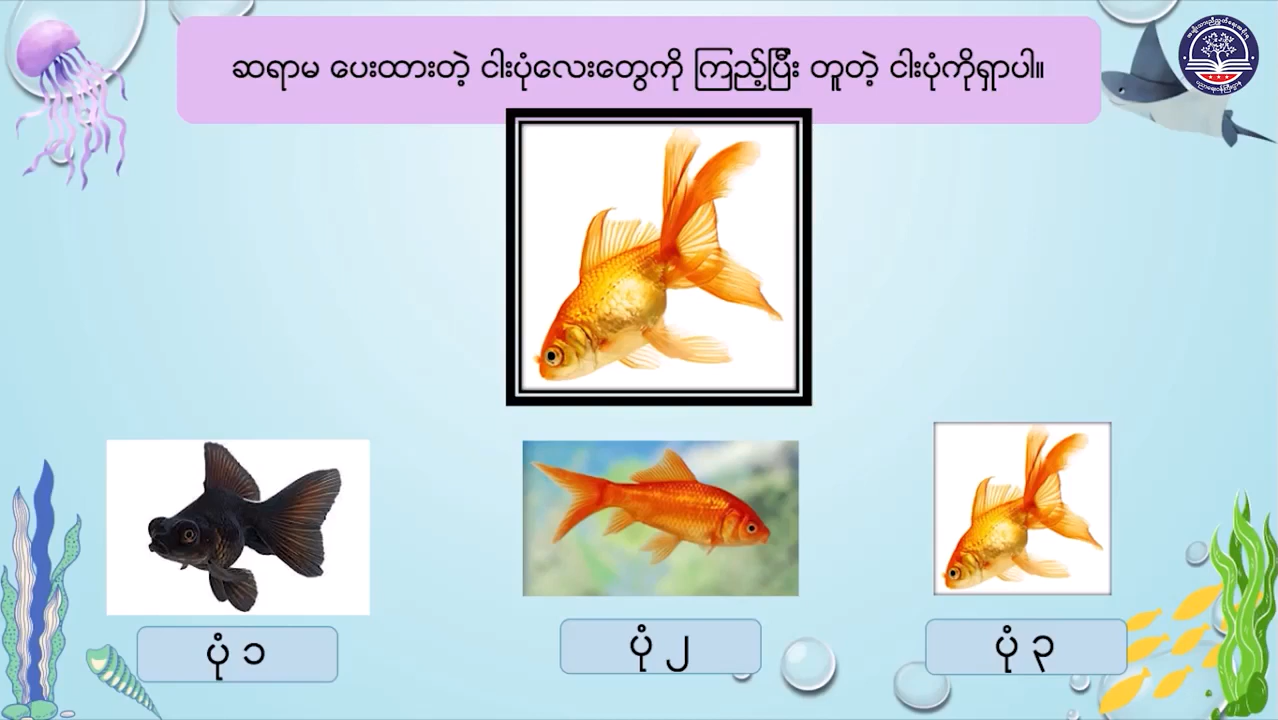 ဆရာမ ပေးထားတဲ့ ငါးပုံလေးတွေကို ကြည့်ပြီး တူတဲ့ ငါးပုံကိုရှာပါ။
ပုံ ၁
ပုံ ၂
ပုံ ၃